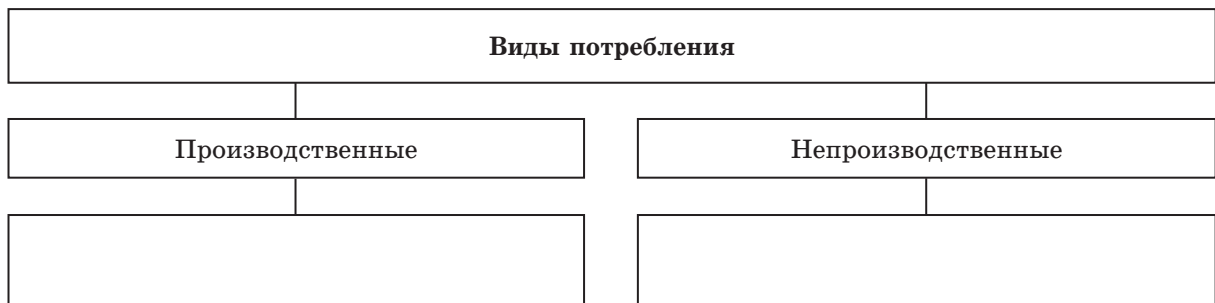 Виды потребления
Производственные
Непроизводственные